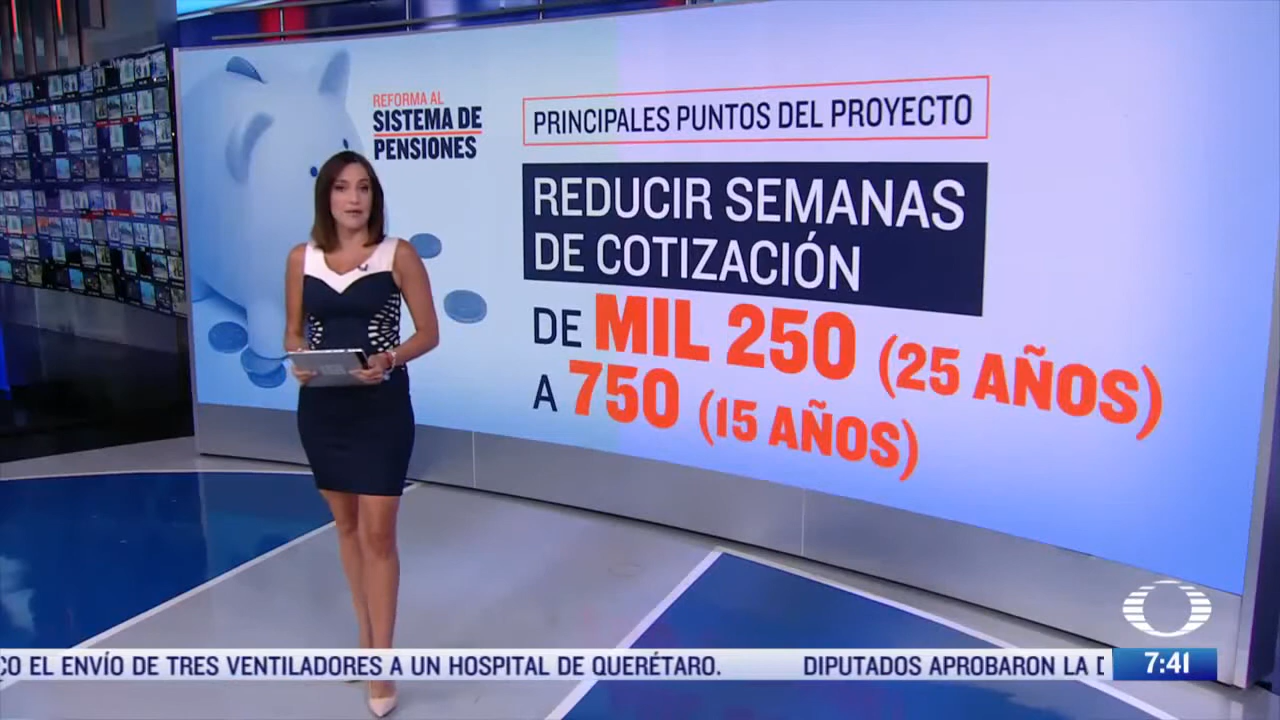 REFORMA AL
SISTEMA DE
PENSIONES
PRINCIPALES PUNTOS DEL PROYECTO
REDUCIR SEMANAS
DE COTIZACIÓN
DE MIL 250 (25 AÑOS)
A 750 (15 AÑOS)
EL ENVÍO DE TRES VENTILADORES A UN HOSPITAL DE QUERÉTARO. DIPUTADOS APROBARON LA
7:41